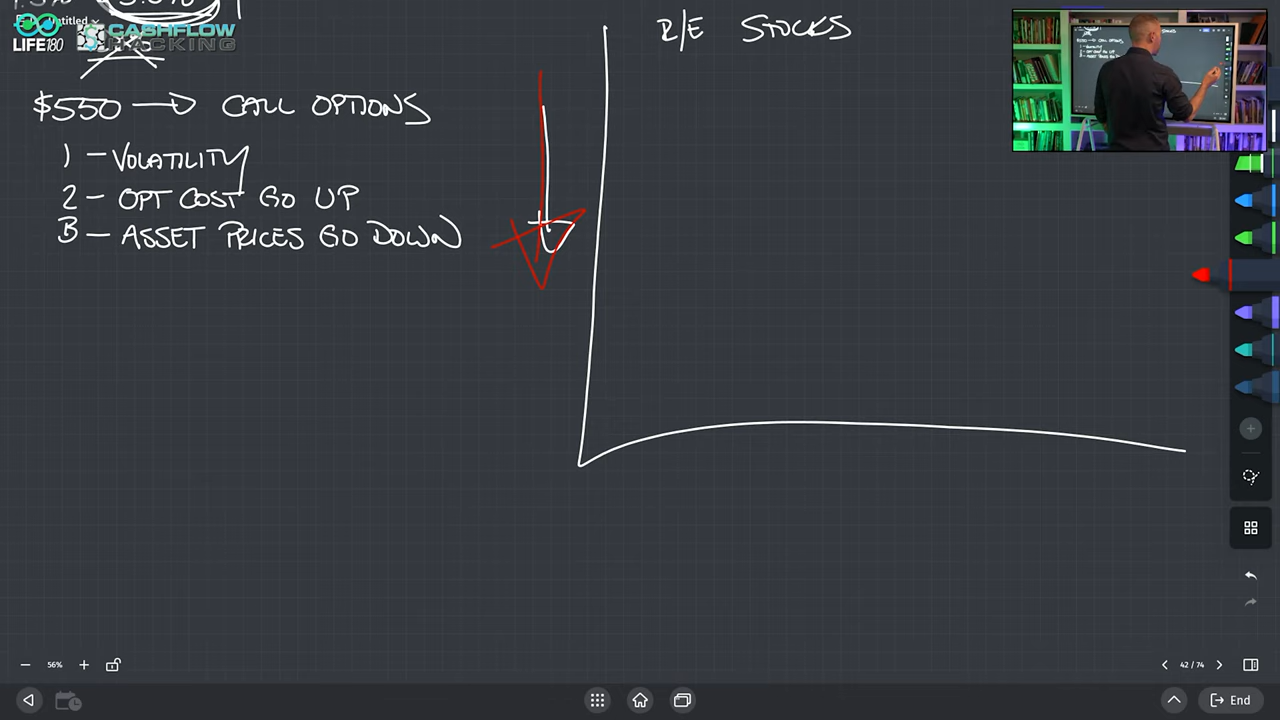 Untitled
LIFE180
CASHFLOW
HACKING
R/E STOCKS
$550 → CALL OPTIONS
1 - VOLATILITY
2 - OPT COST GO UP
3 - ASSET PRICES GO DOWN
56%
42 / 74
End